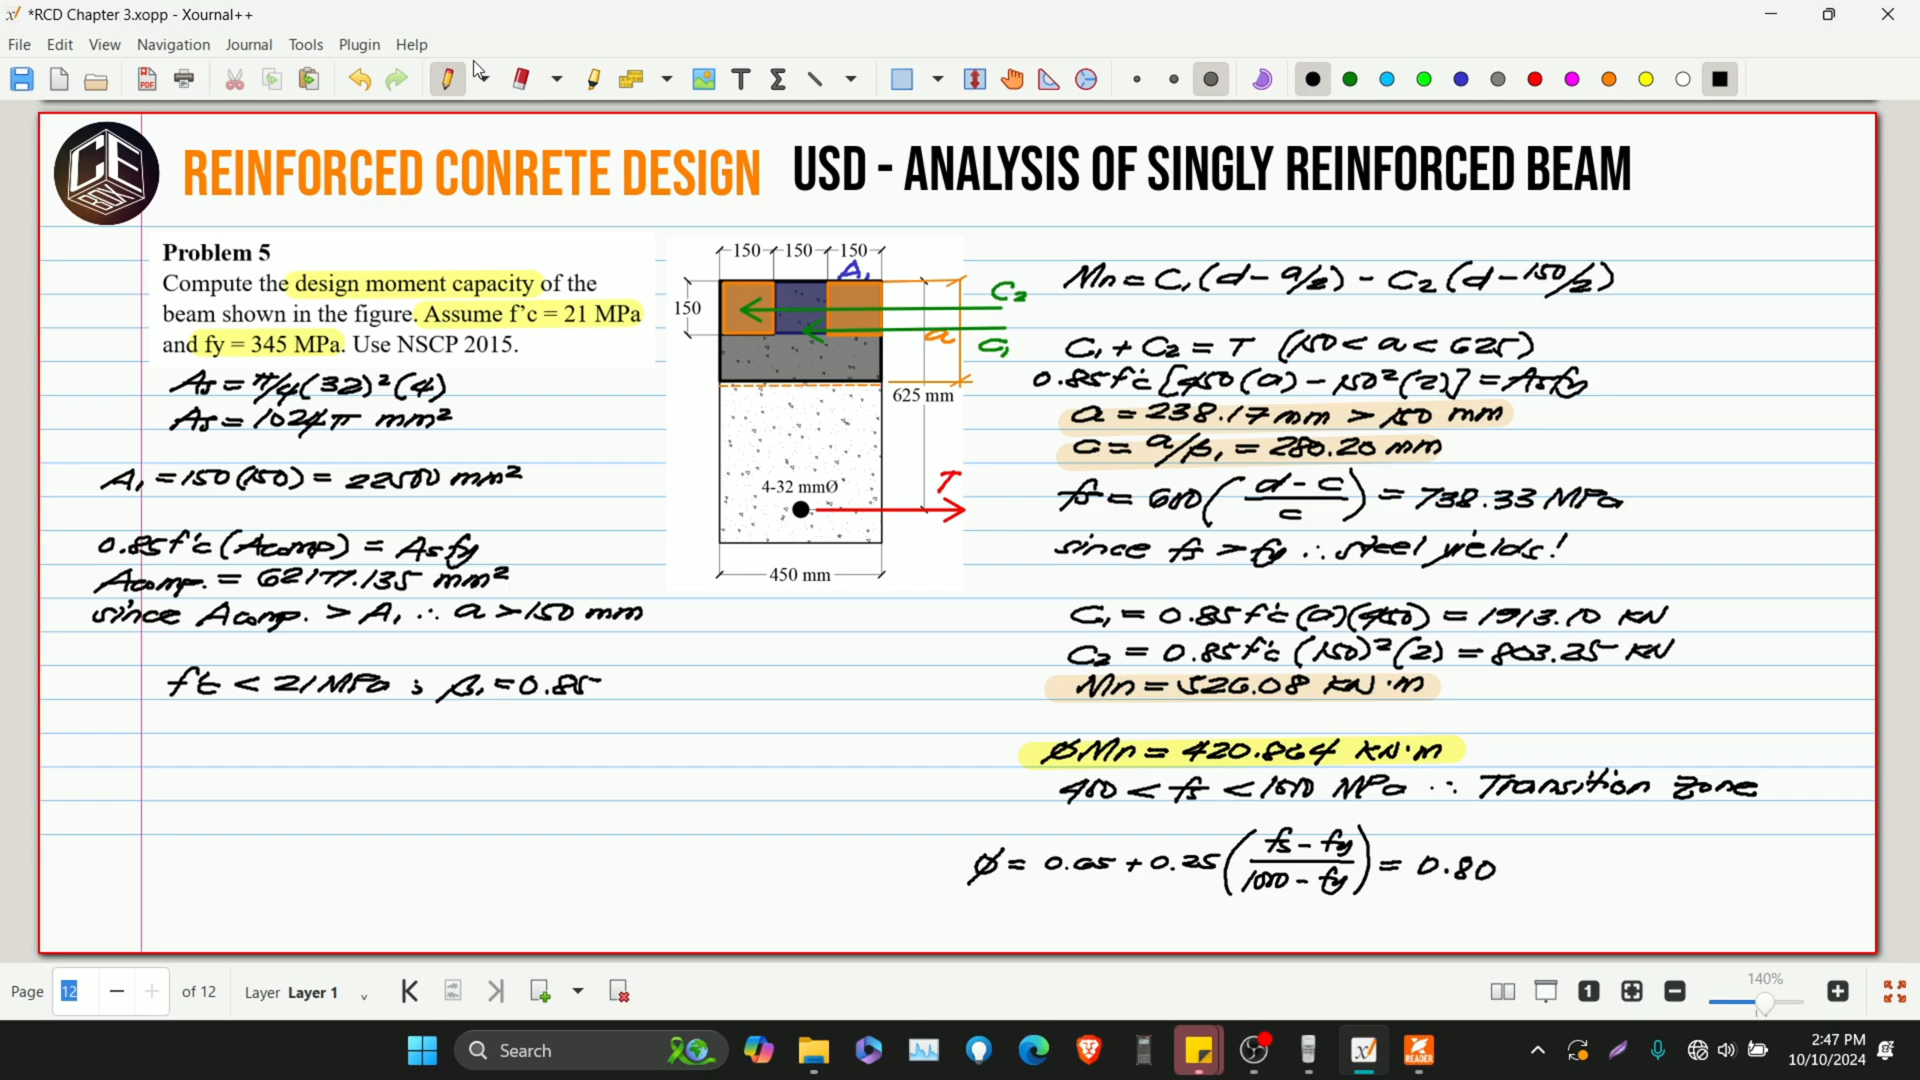 *RCD Chapter 3.xopp - Xournal++
File Edit View Navigation Journal Tools Plugin Help
PDF
CE
BOX
REINFORCED CONRETE DESIGN USD - ANALYSIS OF SINGLY REINFORCED BEAM
Problem 5
Compute the design moment capacity of the
beam shown in the figure. Assume f'c = 21 MPa
and fy = 345 MPa. Use NSCP 2015.
As = π/4(32)²(4)
As = 1024π mm²
A₁ = 150(150) = 22500 mm²
0.85f'c(Acomp) = Asfy
Acomp. = 62177.135 mm²
since Acomp. > A₁ ∴ a > 150 mm
f'c < 21 MPa ; β₁ = 0.85
150 150 150
A₁
150
C₂
C₁
a
625 mm
4-32 mmØ
T
450 mm
Mn = C₁(d - a/2) - C₂(d - 150/2)
C₁ + C₂ = T (150 < a < 625)
0.85f'c[450(a) - 150²(2)] = Asfy
a = 238.17 mm > 150 mm
c = a/β₁ = 280.20 mm
fs = 600(d - c/c) = 738.33 MPa
since fs > fy ∴ steel yields!
C₁ = 0.85f'c(a)(450) = 1913.10 kN
C₂ = 0.85f'c(150)²(2) = 803.25 kN
Mn = 526.08 kN·m
ØMn = 420.864 kN·m
400 < fs < 1000 MPa ∴ Transition Zone
Ø = 0.65 + 0.25(fs - fy/1000 - fy) = 0.80
Page 12 of 12 Layer Layer 1
140%
Search
READER
2:47 PM
10/10/2024